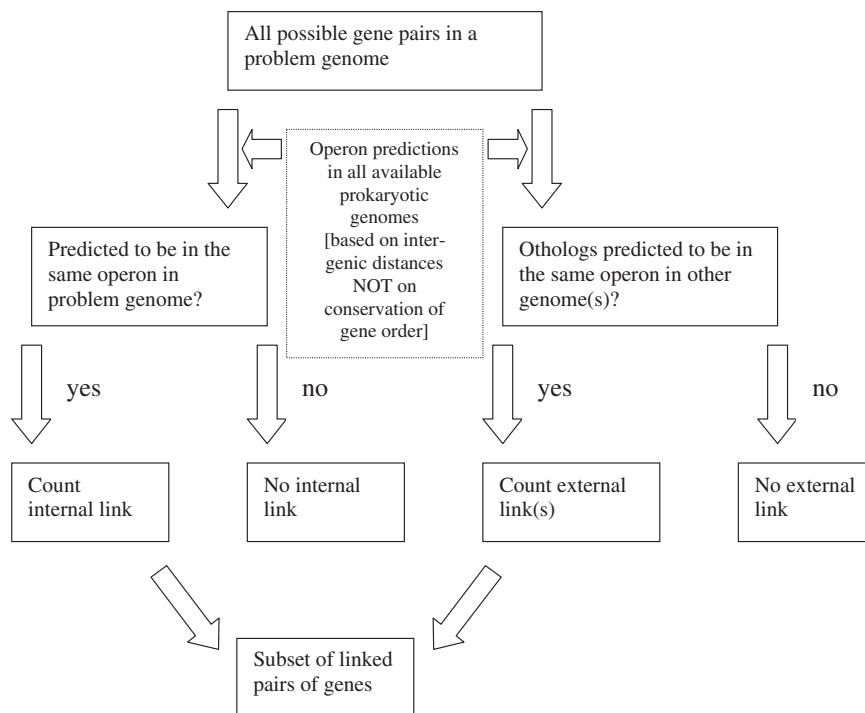 All possible gene pairs in a
problem genome
Operon predictions
in all available
prokaryotic
genomes
[based on inter-
genic distances
NOT on
conservation of
gene order]
Predicted to be in the
same operon in
problem genome?
Othologs predicted to be in
the same operon in other
genome(s)?
yes
no
yes
no
Count
internal link
No internal
link
Count external
link(s)
No external
link
Subset of linked
pairs of genes